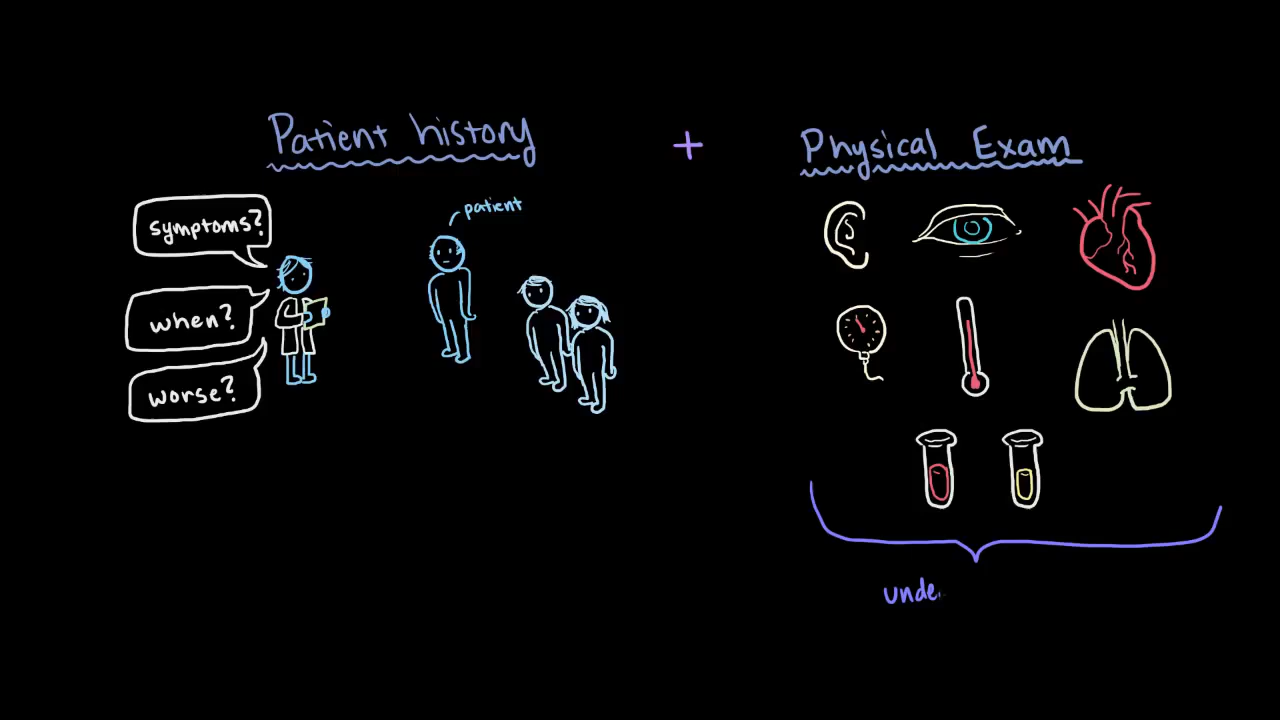 Patient history
+
Physical Exam
symptoms?
patient
when?
worse?
unde